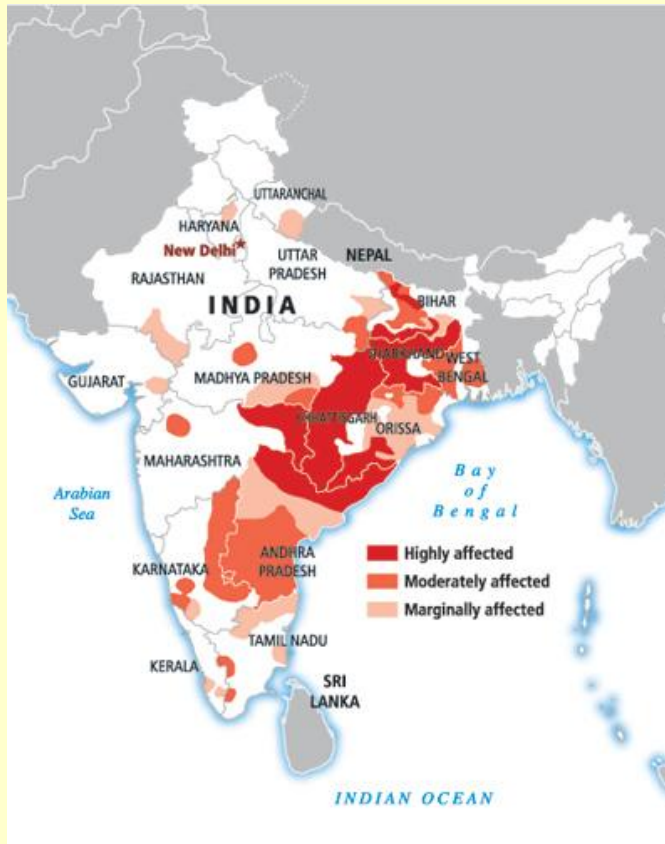 UTTARANCHAL
HARYANA
New Delhi
UTTAR
PRADESH
NEPAL
RAJASTHAN
INDIA
BIHAR
JHARKHAND
WEST
BENGAL
GUJARAT
MADHYA PRADESH
CHHATTISGARH
ORISSA
MAHARASHTRA
Arabian
Sea
Bay
of
Bengal
Highly affected
KARNATAKA
ANDHRA
PRADESH
Moderately affected
Marginally affected
TAMIL NADU
KERALA
SRI
LANKA
INDIAN OCEAN